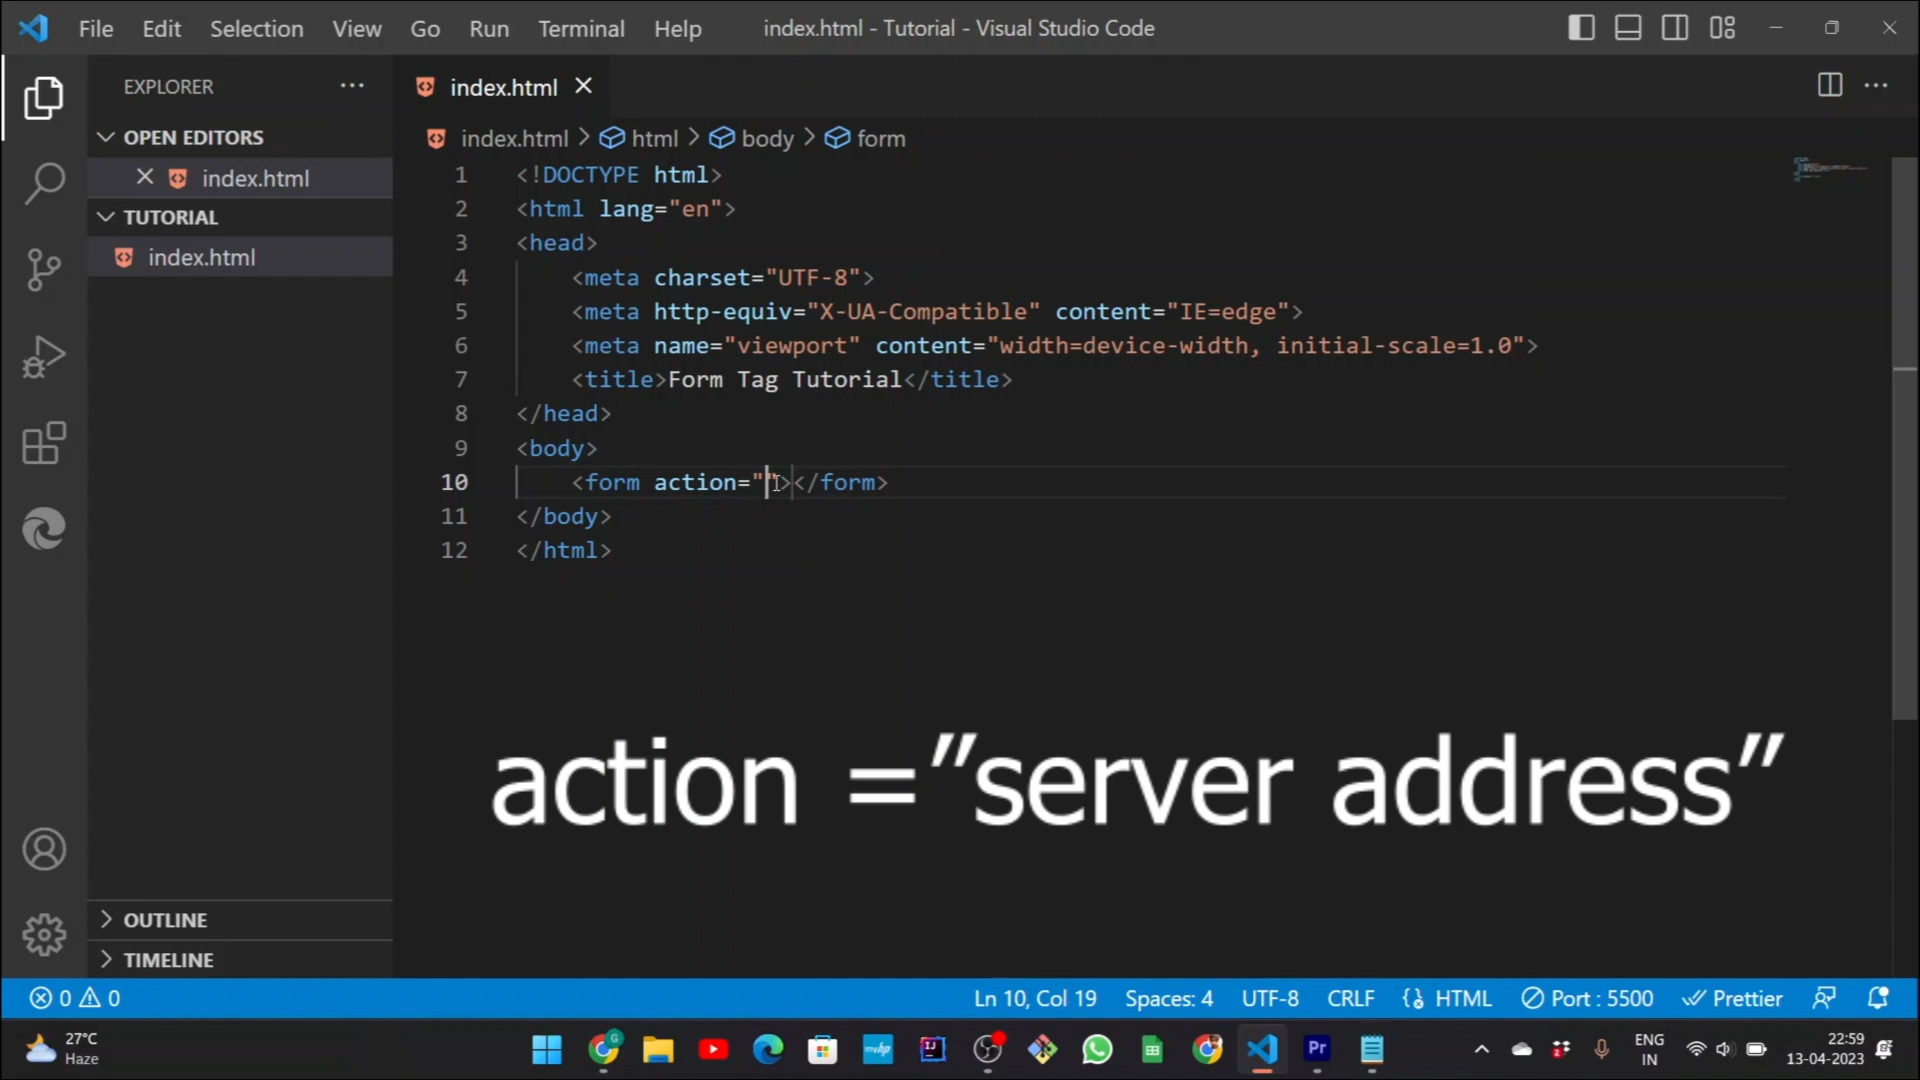 File Edit Selection View Go Run Terminal Help index.html - Tutorial - Visual Studio Code
EXPLORER
OPEN EDITORS
index.html
TUTORIAL
index.html
OUTLINE
TIMELINE
index.html
index.html > html > body > form
1 <!DOCTYPE html>
2 <html lang="en">
3 <head>
4 <meta charset="UTF-8">
5 <meta http-equiv="X-UA-Compatible" content="IE=edge">
6 <meta name="viewport" content="width=device-width, initial-scale=1.0">
7 <title>Form Tag Tutorial</title>
8 </head>
9 <body>
10 <form action=""></form>
11 </body>
12 </html>
action =”server address”
0 0 Ln 10, Col 19 Spaces: 4 UTF-8 CRLF HTML Port : 5500 Prettier
27°C
Haze
G
myhp
IJ
Pr
2
ENG
IN
22:59
13-04-2023